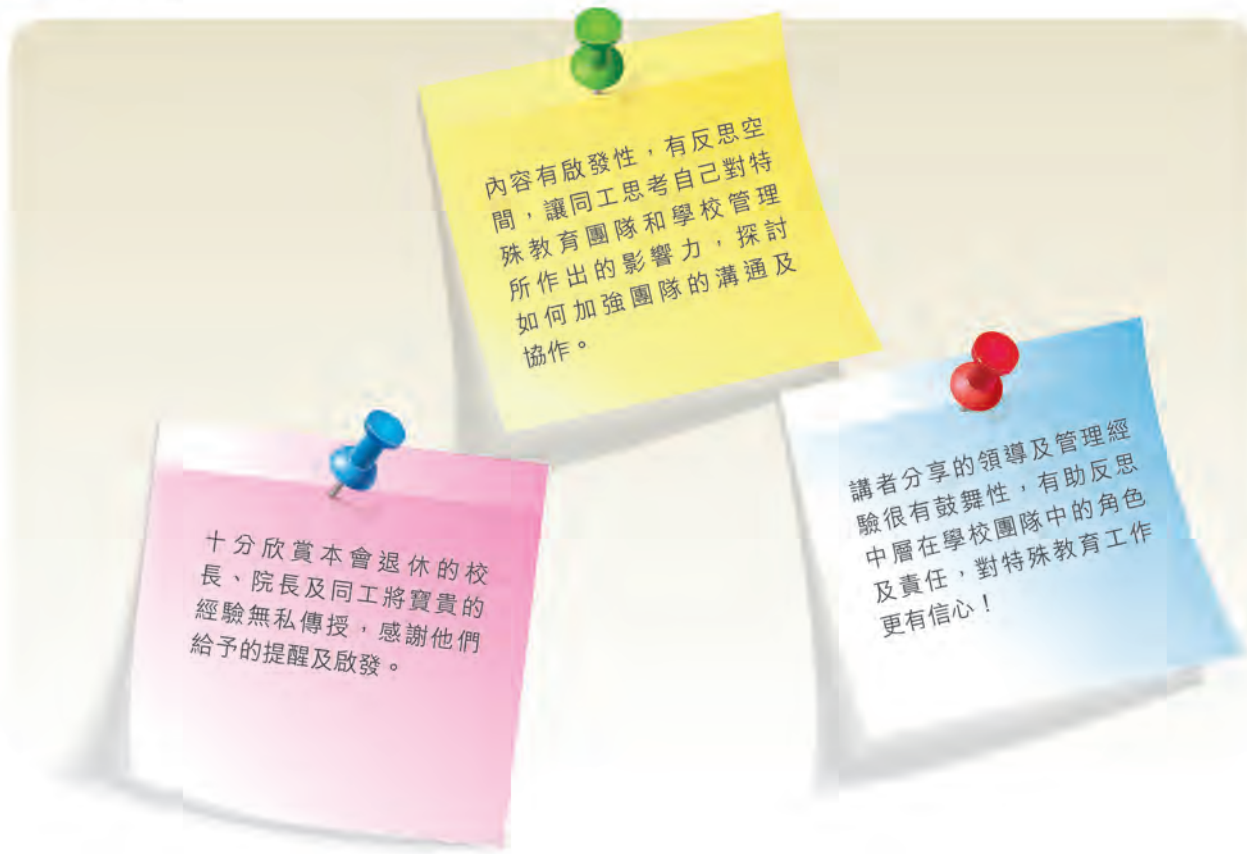 內容有啟發性，有反思空
間，讓同工思考自己對特
殊教育團隊和學校管理
所作出的影響力，探討
如何加強團隊的溝通及
協作。
十分欣賞本會退休的校
長、院長及同工將寶貴的
經驗無私傳授，感謝他們
給予的提醒及啟發。
講者分享的領導及管理經
驗很有鼓舞性，有助反思
中層在學校團隊中的角色
及責任，對特殊教育工作
更有信心！